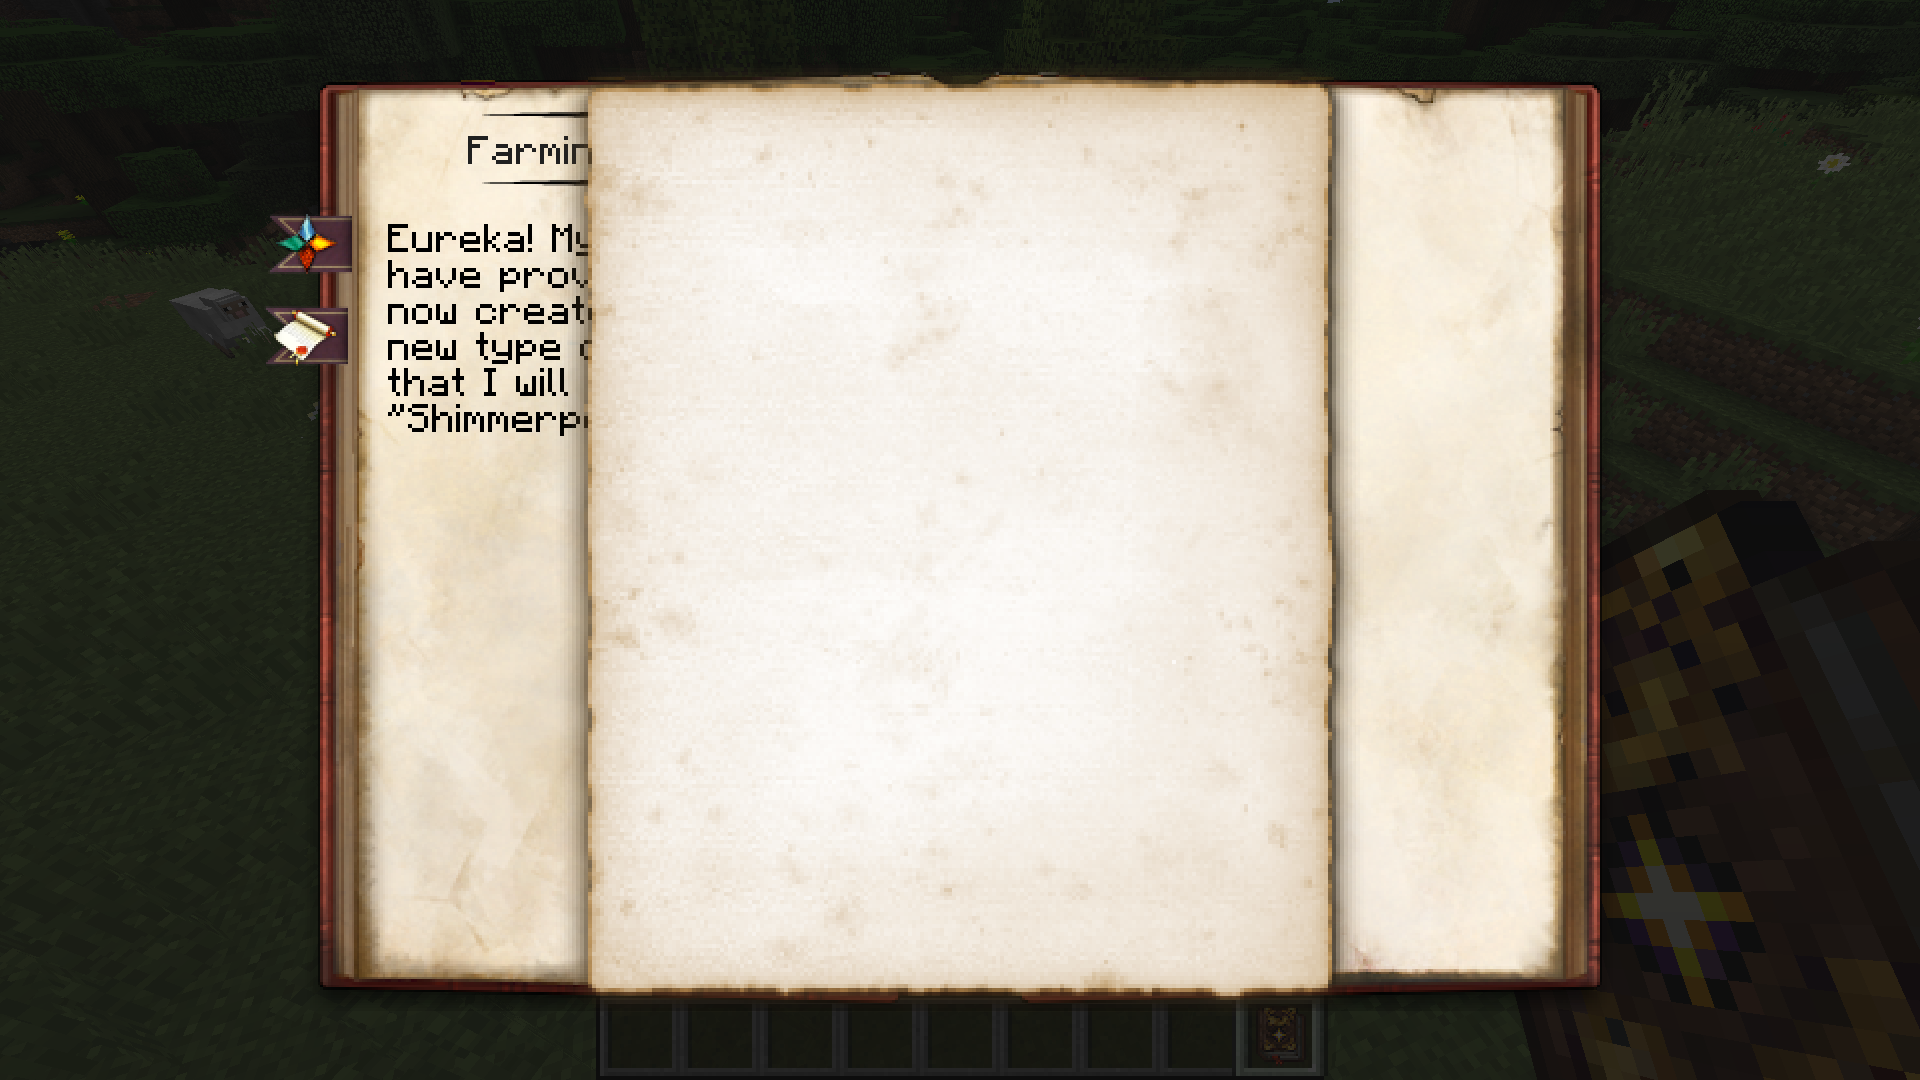 Farmin
Eureka! My
have prov
now creat
new type
that I will
"Shimmerp